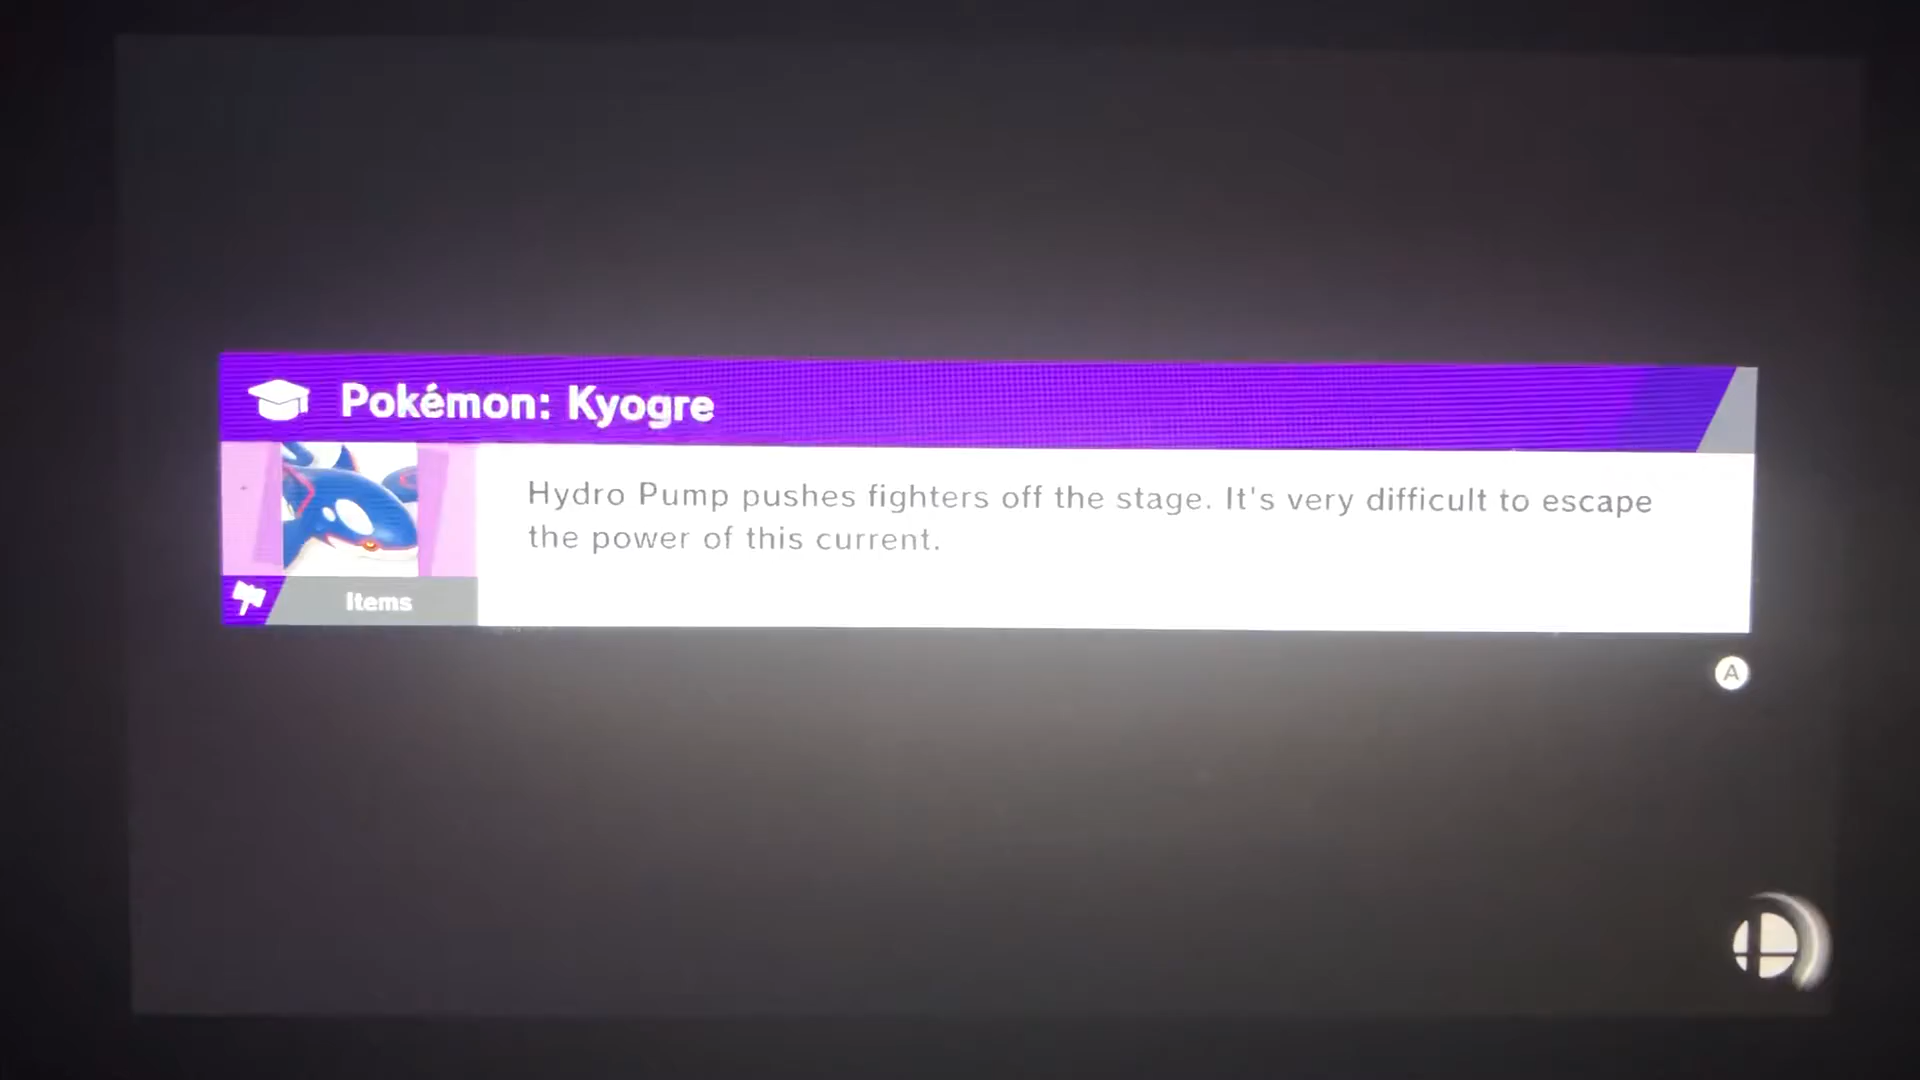 Pokémon: Kyogre
Hydro Pump pushes fighters off the stage. It's very difficult to escape
the power of this current.
Items
A